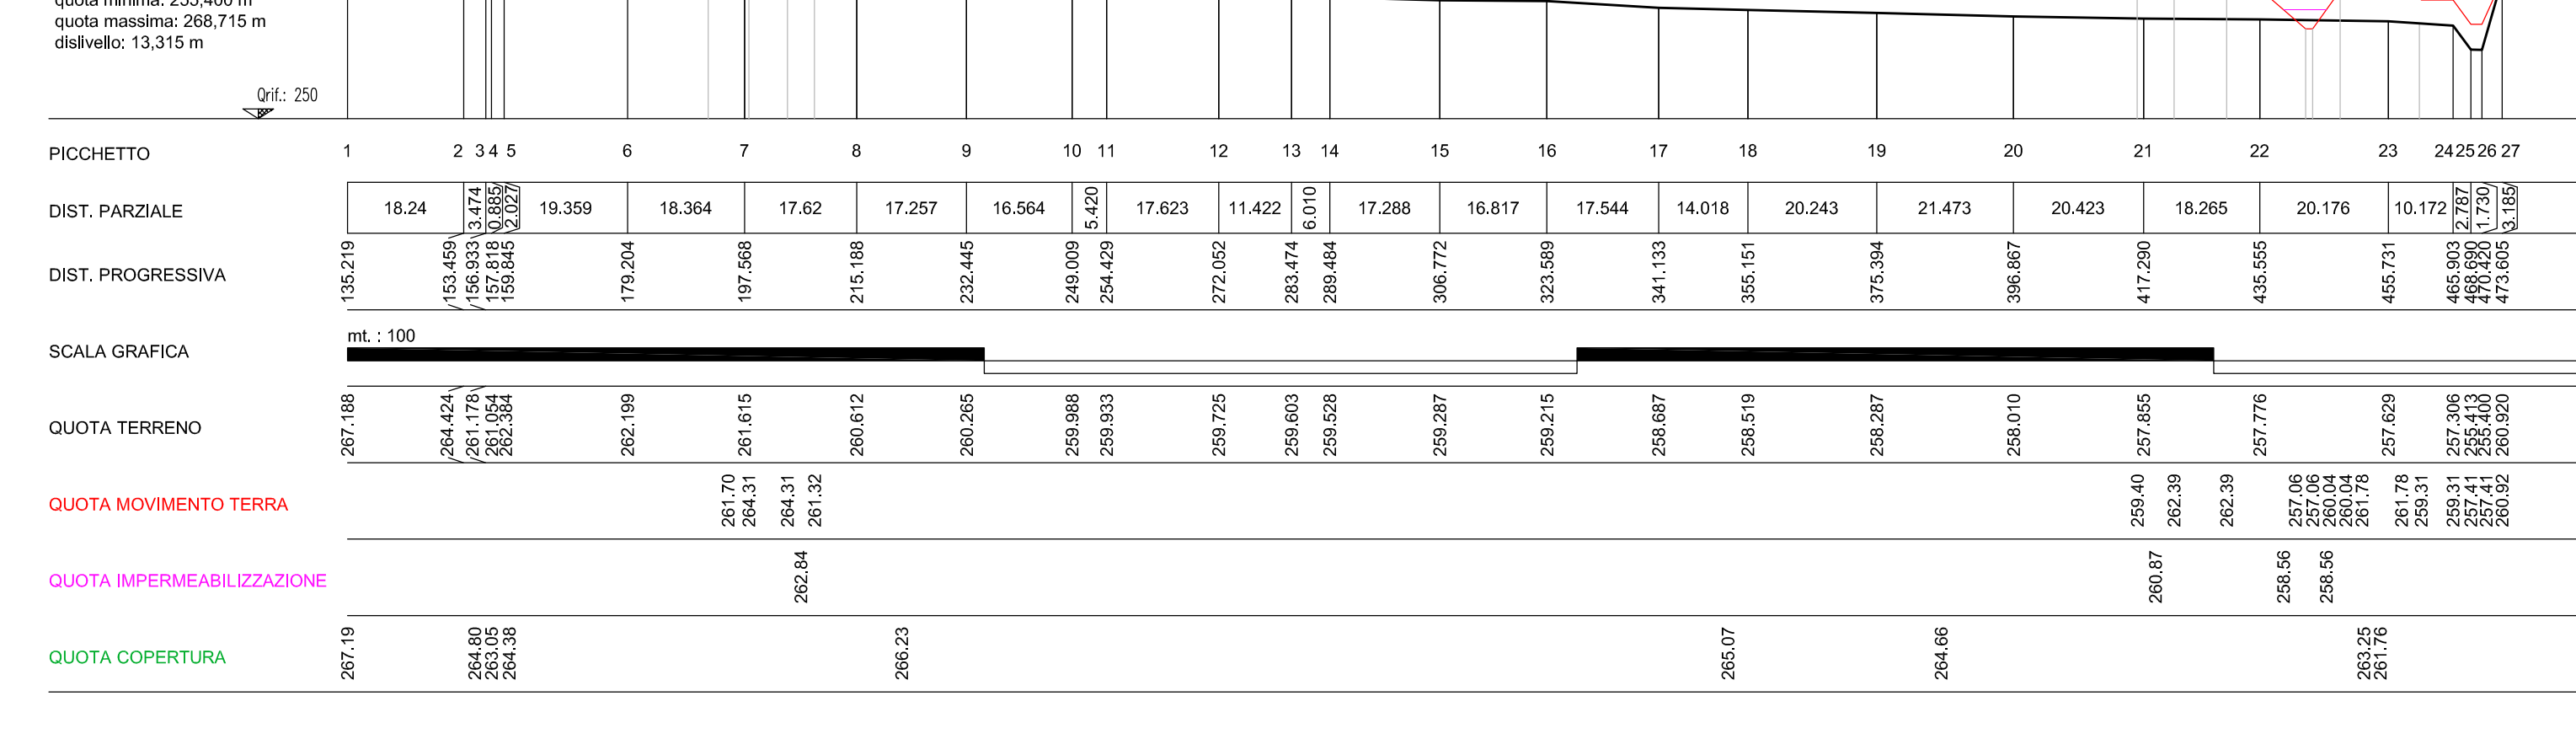 quota massima: 268,715 m
dislivello: 13,315 m
Qrif.: 250
PICCHETTO 1 2 3 4 5 6 7 8 9 10 11 12 13 14 15 16 17 18 19 20 21 22 23 24 25 26 27
DIST. PARZIALE 18.24 3.474 0.885 2.027 19.359 18.364 17.62 17.257 16.564 5.420 17.623 11.422 6.010 17.288 16.817 17.544 14.018 20.243 21.473 20.423 18.265 20.176 10.172 2.787 1.730 3.185
DIST. PROGRESSIVA 135.219 153.459 156.933 157.818 159.845 179.204 197.568 215.188 232.445 249.009 254.429 272.052 283.474 289.484 306.772 323.589 341.133 355.151 375.394 396.867 417.290 435.555 455.731 465.903 468.690 470.420 473.605
mt. : 100
SCALA GRAFICA
QUOTA TERRENO 267.188 264.424 261.178 261.054 262.384 262.199 261.615 260.612 260.265 259.988 259.933 259.725 259.603 259.528 259.287 259.215 258.687 258.519 258.287 258.010 257.855 257.776 257.629 257.306 255.413 255.400 260.920
QUOTA MOVIMENTO TERRA 261.70 264.31 264.31 261.32 259.40 262.39 262.39 257.06 257.06 260.04 260.04 261.78 261.78 259.31 259.31 257.41 257.41 260.92
QUOTA IMPERMEABILIZZAZIONE 262.84 260.87 258.56 258.56
QUOTA COPERTURA 267.19 264.80 263.05 264.38 266.23 265.07 264.66 263.25 261.76